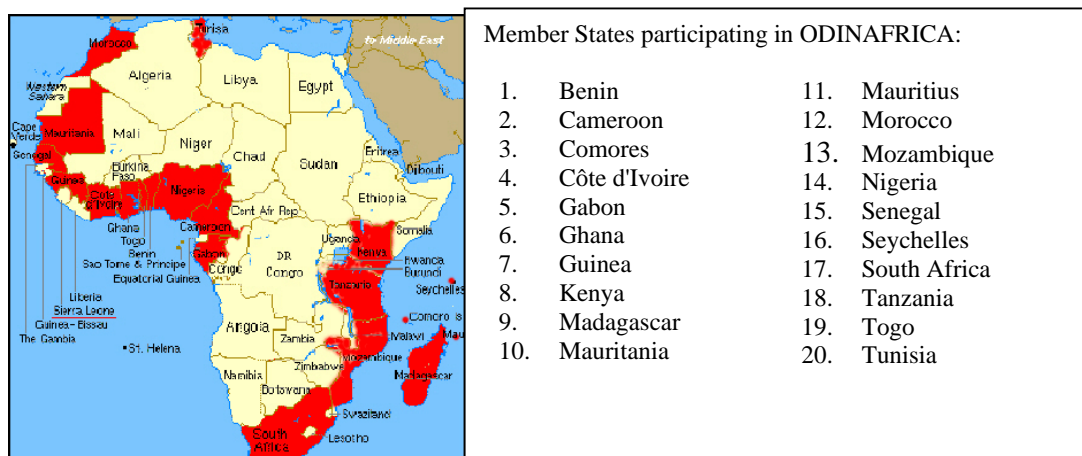 Tunisia
to Middle East
Morocco
Algeria
Libya
Egypt
Western
Sahara
Cape
Verde
Mauritania
Mali
Niger
Chad
Sudan
Eritrea
Djibouti
Senegal
Guinea
Burkina
Faso
Nigeria
Cote
d'Ivoire
Cent Afr Rep
Ethiopia
Somalia
Ghana
Togo
Benin
Cameroon
Sao Tome & Principe
Equatorial Guinea
Gabon
Congo
DR
Congo
Uganda
Kenya
Rwanda
Burundi
Tanzania
Seychelles
Liberia
Sierra Leone
Guinea-Bissau
The Gambia
Angola
Comoro Is
Malawi
Mau
St. Helena
Zambia
Mozambique
Zimbabwe
Madagascar
Namibia
Botswana
Swaziland
South
Africa
Lesotho
Member States participating in ODINAFRICA:
1. Benin
2. Cameroon
3. Comores
4. Côte d'Ivoire
5. Gabon
6. Ghana
7. Guinea
8. Kenya
9. Madagascar
10. Mauritania
11. Mauritius
12. Morocco
13. Mozambique
14. Nigeria
15. Senegal
16. Seychelles
17. South Africa
18. Tanzania
19. Togo
20. Tunisia